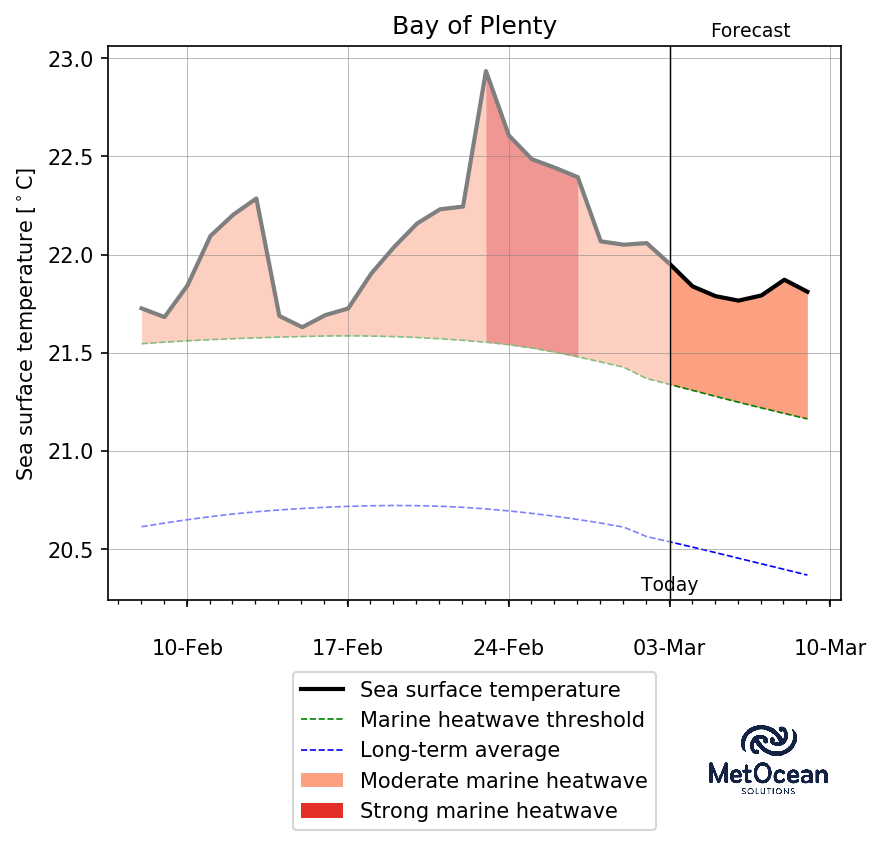 Bay of Plenty
Forecast
23.0
22.5
22.0
21.5
21.0
20.5
Sea surface temperature [°C]
Today
10-Feb 17-Feb 24-Feb 03-Mar 10-Mar
Sea surface temperature
Marine heatwave threshold
Long-term average
Moderate marine heatwave
Strong marine heatwave
MetOcean
SOLUTIONS